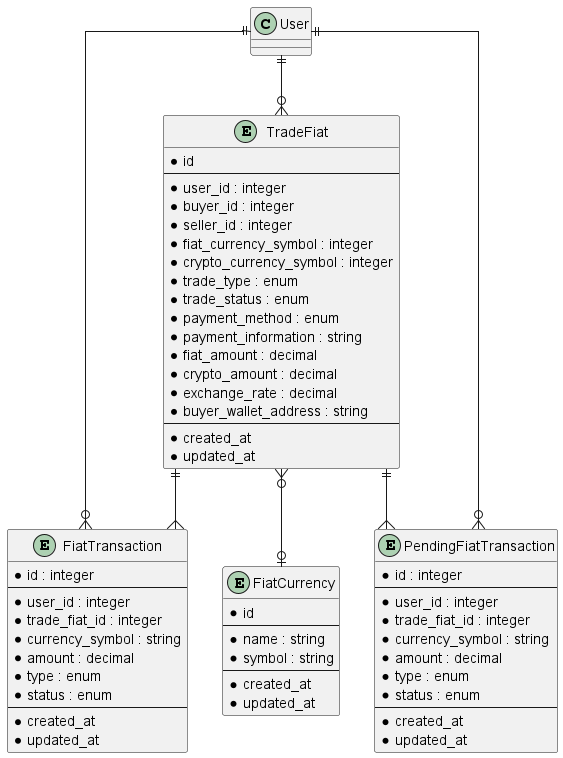 C User
E TradeFiat
id
user_id : integer
buyer_id : integer
seller_id : integer
fiat_currency_symbol : integer
crypto_currency_symbol : integer
trade_type : enum
trade_status : enum
payment_method : enum
payment_information : string
fiat_amount : decimal
crypto_amount : decimal
exchange_rate : decimal
buyer_wallet_address : string
created_at
updated_at
E FiatTransaction
id : integer
user_id : integer
trade_fiat_id : integer
currency_symbol : string
amount : decimal
type : enum
status : enum
created_at
updated_at
E FiatCurrency
id
name : string
symbol : string
created_at
updated_at
E PendingFiatTransaction
id : integer
user_id : integer
trade_fiat_id : integer
currency_symbol : string
amount : decimal
type : enum
status : enum
created_at
updated_at